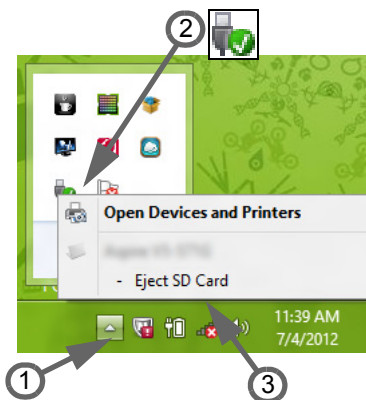 2
Open Devices and Printers
- Eject SD Card
11:39 AM
7/4/2012
1
3